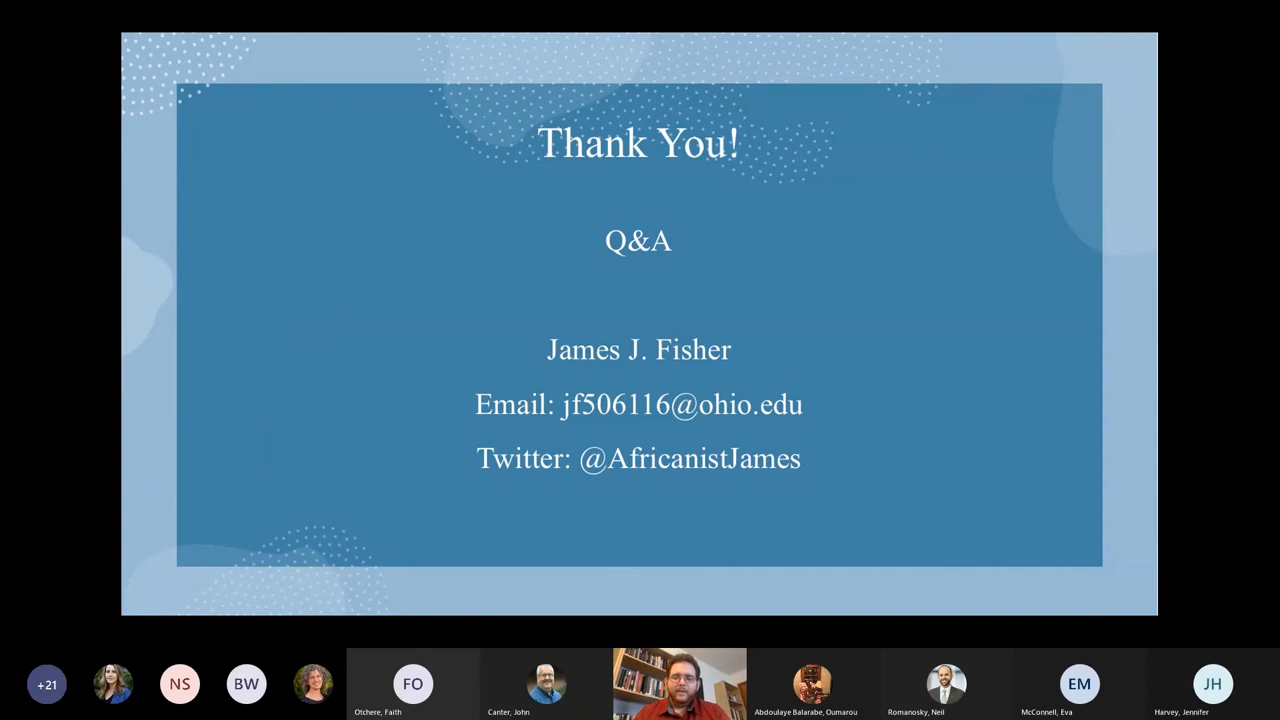 Thank You!
Q&A
James J. Fisher
Email: jf506116@ohio.edu
Twitter: @AfricanistJames
+21
NS
BW
FO
EM
JH
Otchere, Faith
Canter, John
Abdoulaye Balarabe, Oumarou
Romanosky, Neil
McConnell, Eva
Harvey, Jennifer